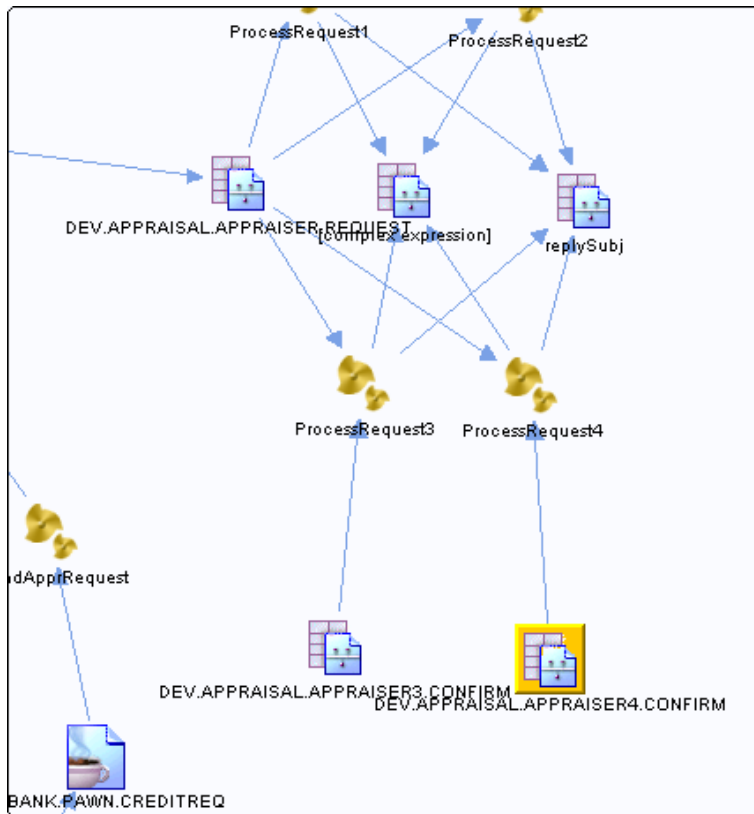 ProcessRequest1
ProcessRequest2
DEV.APPRAISAL.APPRAISER.REQUEST
[complex expression]
replySubj
ProcessRequest3
ProcessRequest4
ndApprRequest
DEV.APPRAISAL.APPRAISER3.CONFIRM
DEV.APPRAISAL.APPRAISER4.CONFIRM
BANK.PAWN.CREDITREQ